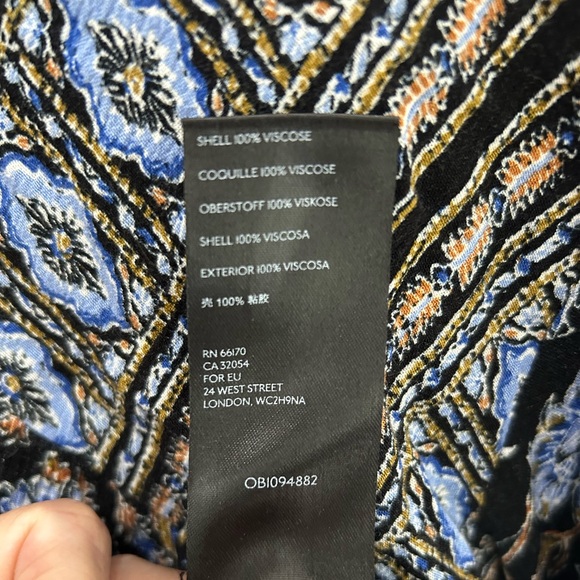 SHELL 100% VISCOSE
COQUILLE 100% VISCOSE
OBERSTOFF 100% VISKOSE
SHELL 100% VISCOSA
EXTERIOR 100% VISCOSA
壳 100% 粘胶
RN 66170
CA 32054
FOR EU
24 WEST STREET
LONDON, WC2H9NA
OB1094882